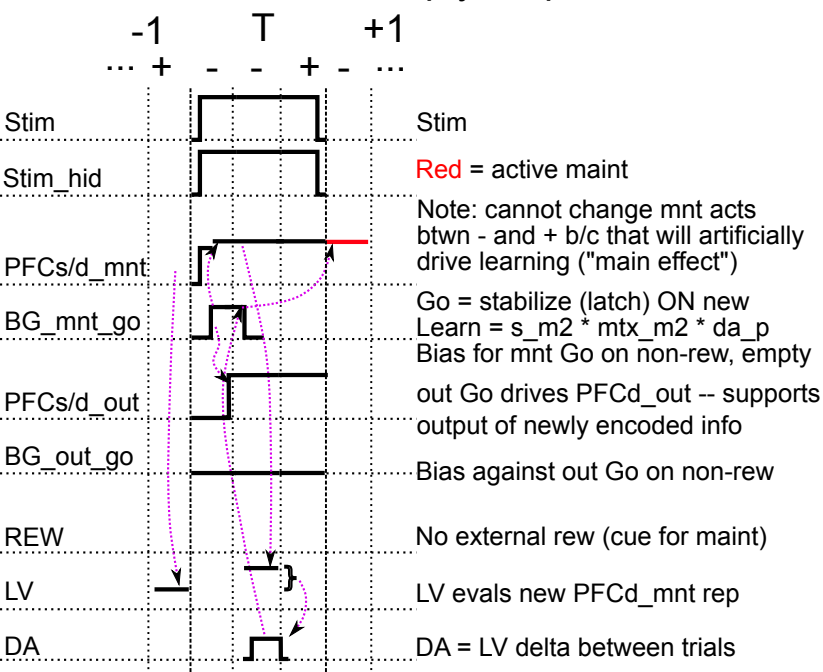 -1 T +1
... + - - + - ...
Stim Stim
Stim_hid Red = active maint
Note: cannot change mnt acts
btwn - and + b/c that will artificially
PFCs/d_mnt drive learning ("main effect")
Go = stabilize (latch) ON new
BG_mnt_go Learn = s_m2 * mtx_m2 * da_p
Bias for mnt Go on non-rew, empty
PFCs/d_out out Go drives PFCd_out -- supports
output of newly encoded info
BG_out_go Bias against out Go on non-rew
REW No external rew (cue for maint)
LV } LV evals new PFCd_mnt rep
DA DA = LV delta between trials